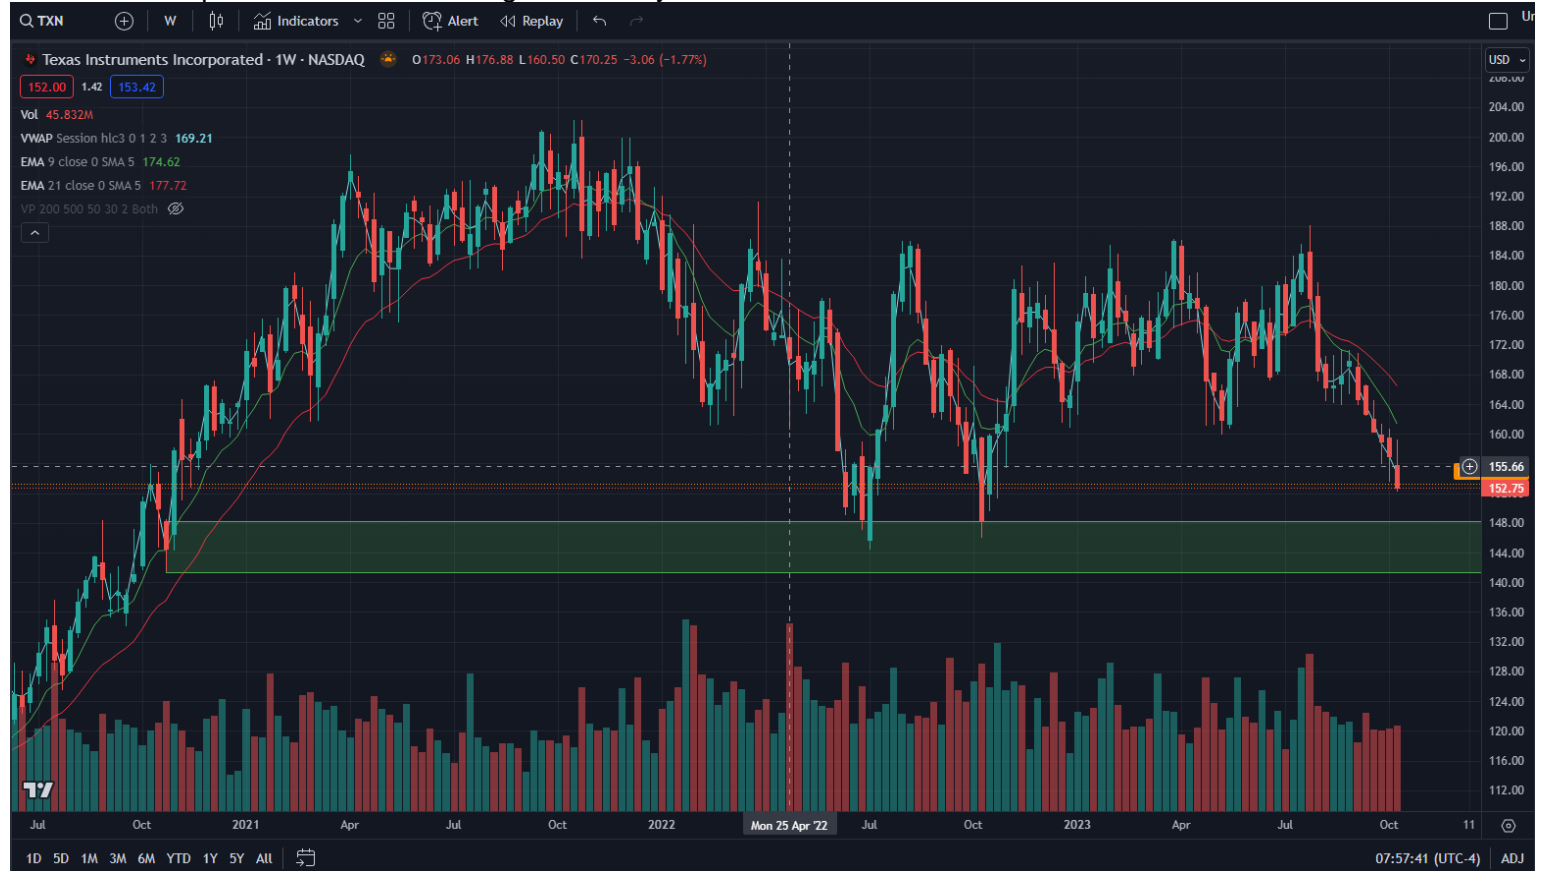 TXN W Indicators Alert Replay
Texas Instruments Incorporated · 1W · NASDAQ O173.06 H176.88 L160.50 C170.25 −3.06 (−1.77%)
USD
152.00 1.42 153.42
Vol 45.832M
VWAP Session hlc3 0 1 2 3 169.21
EMA 9 close 0 SMA 5 174.62
EMA 21 close 0 SMA 5 177.72
VP 200 500 50 30 2 Both
208.00
204.00
200.00
196.00
192.00
188.00
184.00
180.00
176.00
172.00
168.00
164.00
160.00
155.66
152.75
148.00
144.00
140.00
136.00
132.00
128.00
124.00
120.00
116.00
112.00
Jul Oct 2021 Apr Jul Oct 2022 Mon 25 Apr '22 Jul Oct 2023 Apr Jul Oct 11
1D 5D 1M 3M 6M YTD 1Y 5Y All 07:57:41 (UTC-4) ADJ